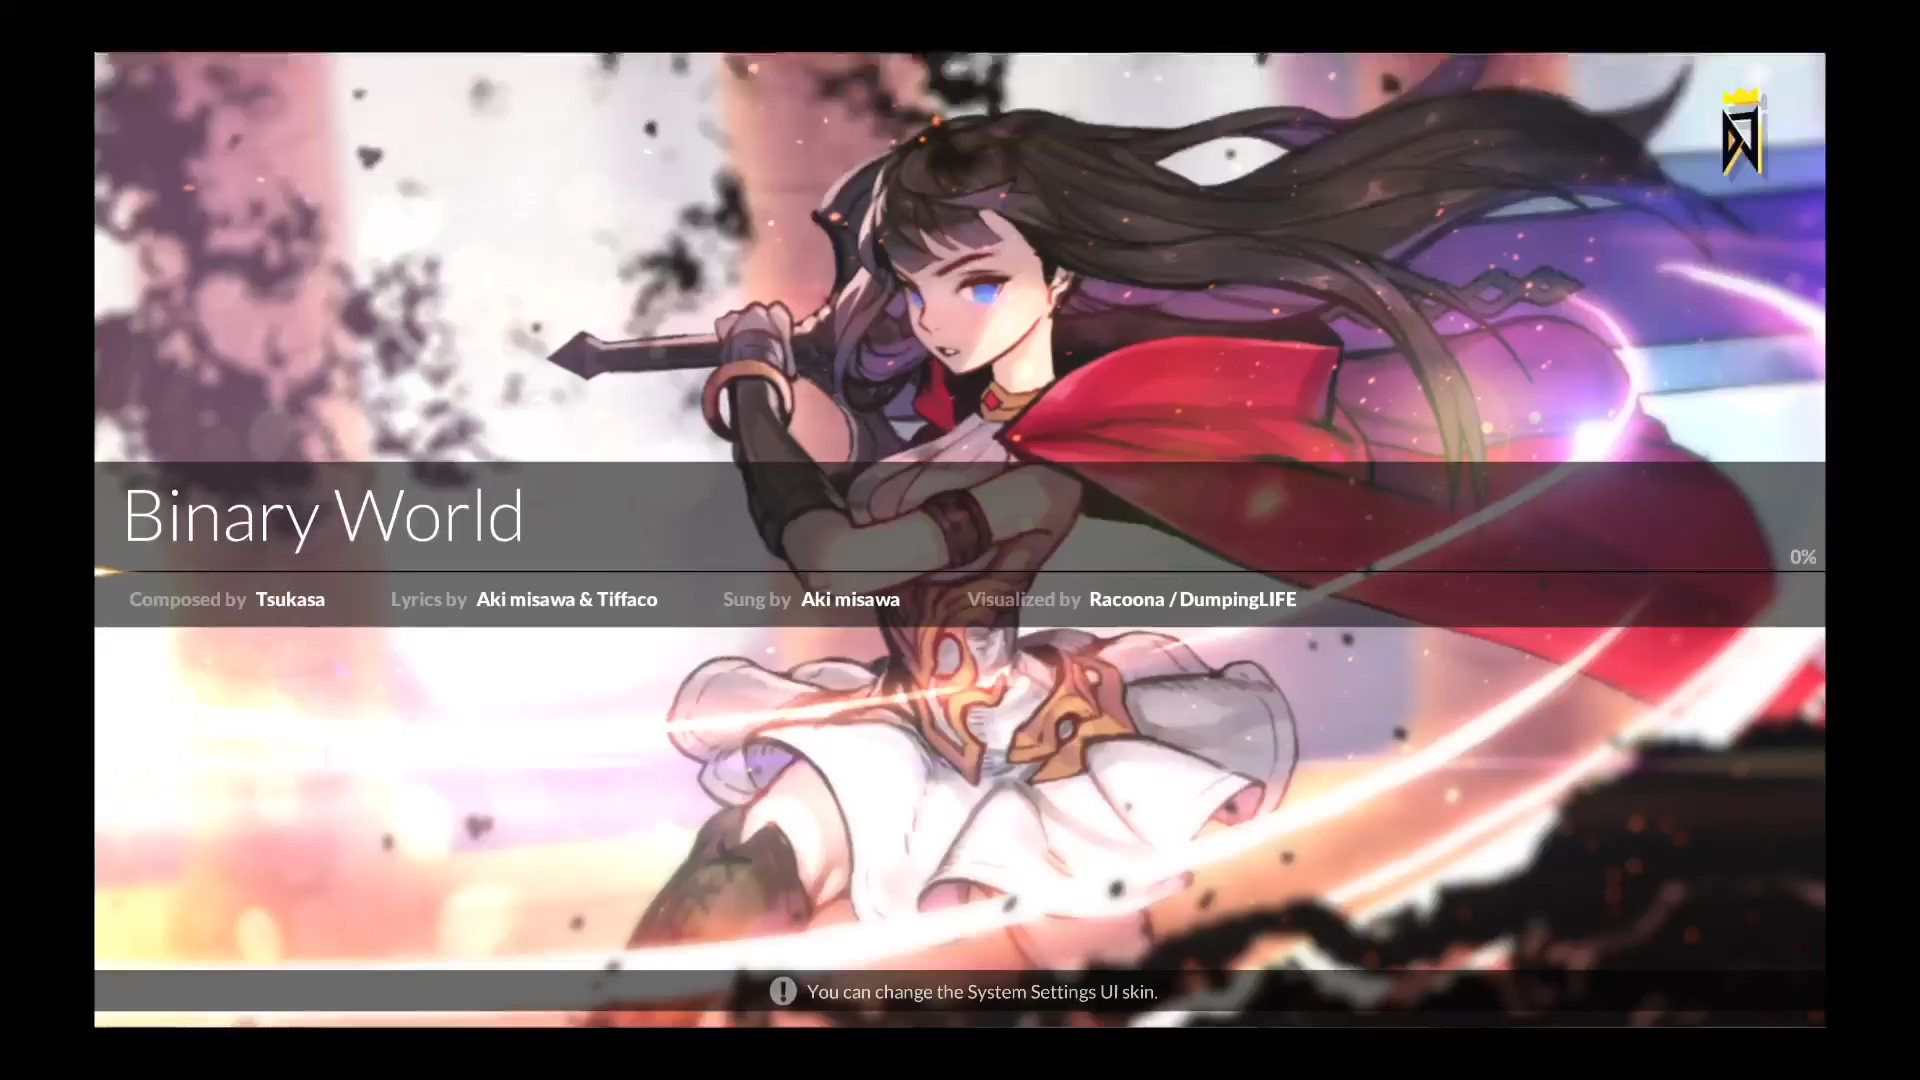 Binary World
0%
Composed by Tsukasa Lyrics by Aki misawa & Tiffaco Sung by Aki misawa Visualized by Racoona / DumpingLIFE
You can change the System Settings UI skin.